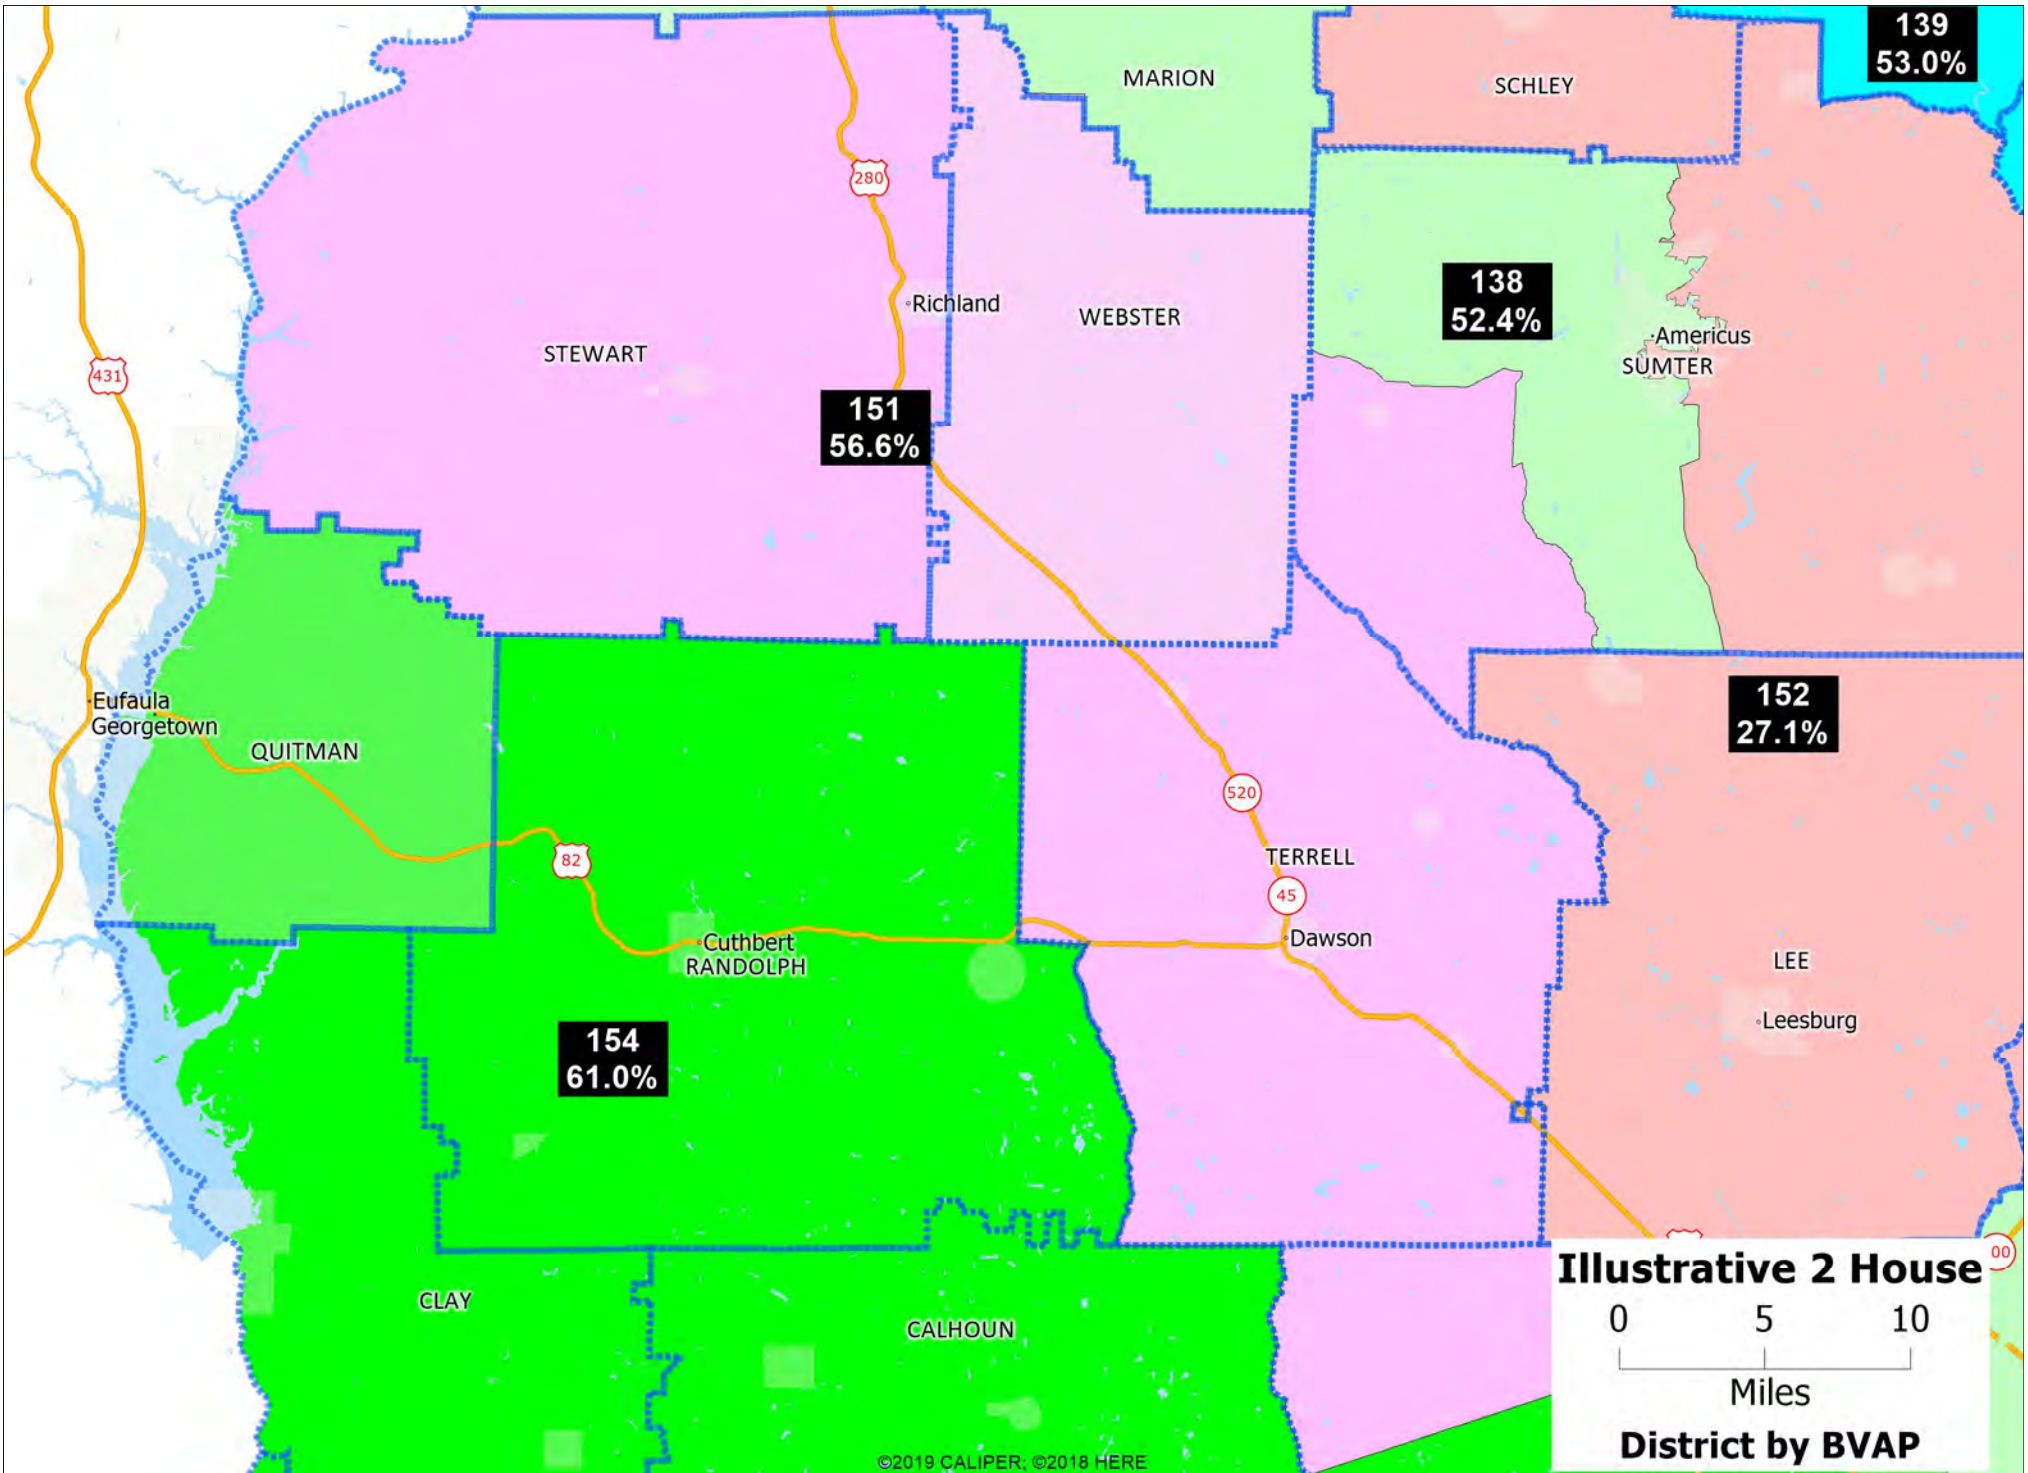 139
53.0%
MARION
SCHLEY
280
138
52.4%
Richland
WEBSTER
Americus
SUMTER
STEWART
431
151
56.6%
152
27.1%
Eufaula
Georgetown
QUITMAN
520
82
TERRELL
45
Cuthbert
RANDOLPH
Dawson
LEE
Leesburg
154
61.0%
CLAY
CALHOUN
00
Illustrative 2 House
0 5 10
Miles
District by BVAP
©2019 CALIPER; ©2018 HERE